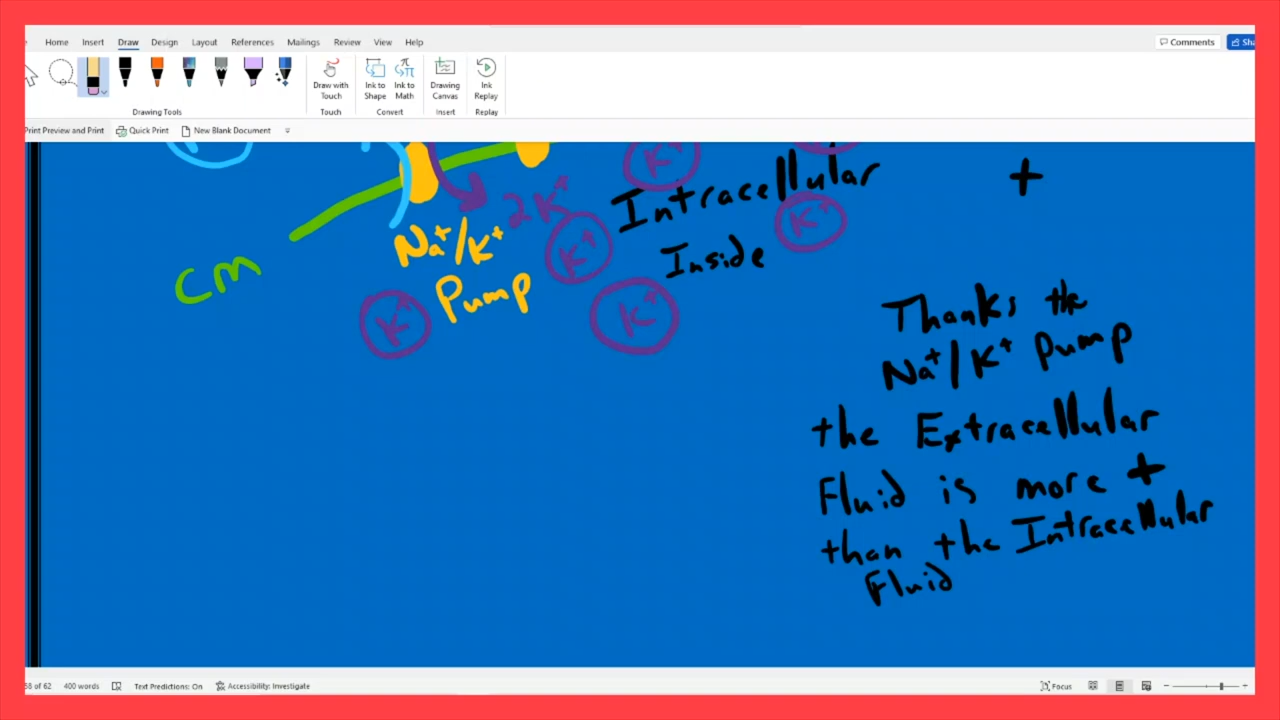 Home Insert Draw Design Layout References Mailings Review View Help
Comments
Draw with Touch
Ink to Shape
Ink to Math
Drawing Canvas
Ink Replay
Drawing Tools
Touch
Convert
Insert
Replay
Print Preview and Print Quick Print New Blank Document
K+
K+
2K+
Intracellular
Inside
K+
K+
+
CM
Na+/K+
Pump
K+
Thanks the
Na+/K+ Pump
the Extracellular
Fluid is more +
than the Intracellular
Fluid
400 words Text Predictions: On Accessibility: Investigate
Focus